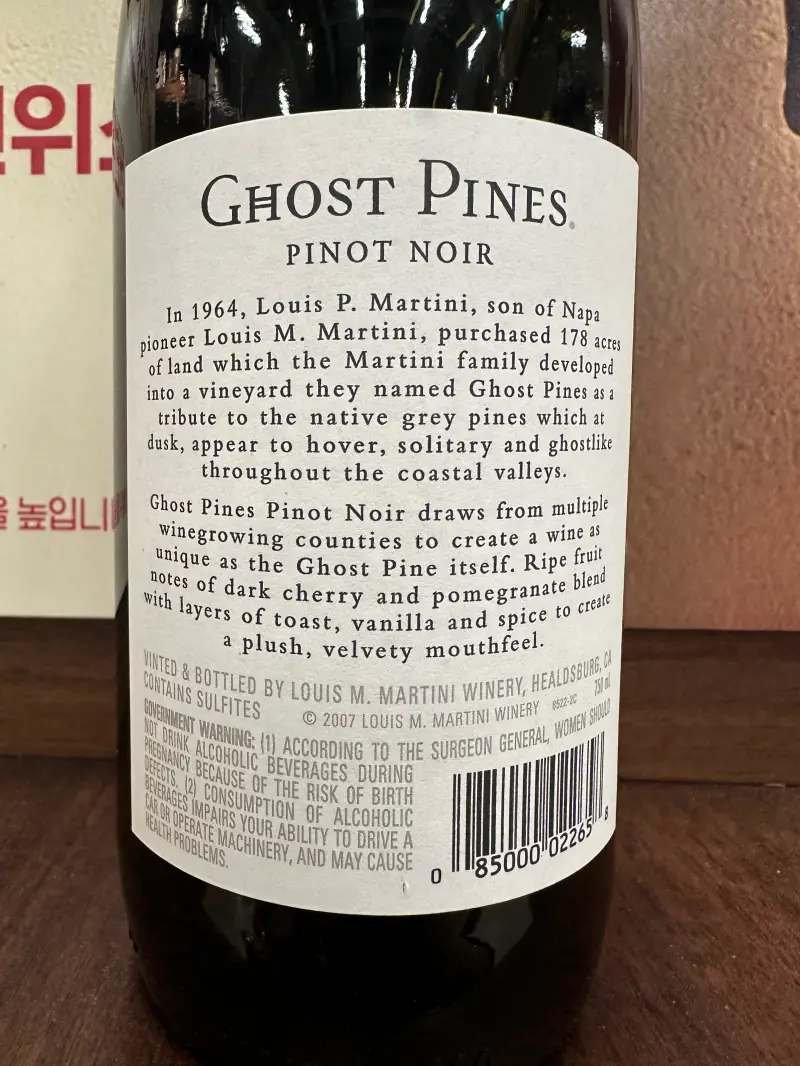 GHOST PINES.
PINOT NOIR
In 1964, Louis P. Martini, son of Napa
pioneer Louis M. Martini, purchased 178 acres
of land which the Martini family developed
into a vineyard they named Ghost Pines as a
tribute to the native grey pines which at
dusk, appear to hover, solitary and ghostlike
throughout the coastal valleys.
Ghost Pines Pinot Noir draws from multiple
winegrowing counties to create a wine as
unique as the Ghost Pine itself. Ripe fruit
notes of dark cherry and pomegranate blend
with layers of toast, vanilla and spice to create
a plush, velvety mouthfeel.
VINTED & BOTTLED BY LOUIS M. MARTINI WINERY, HEALDSBURG, CA
CONTAINS SULFITES
© 2007 LOUIS M. MARTINI WINERY
8522-2C
750 mL
GOVERNMENT WARNING: (1) ACCORDING TO THE SURGEON GENERAL, WOMEN SHOULD
NOT DRINK ALCOHOLIC BEVERAGES DURING
PREGNANCY BECAUSE OF THE RISK OF BIRTH
DEFECTS. (2) CONSUMPTION OF ALCOHOLIC
BEVERAGES IMPAIRS YOUR ABILITY TO DRIVE A
CAR OR OPERATE MACHINERY, AND MAY CAUSE
HEALTH PROBLEMS.
0 85000 02265 8
위
높입니